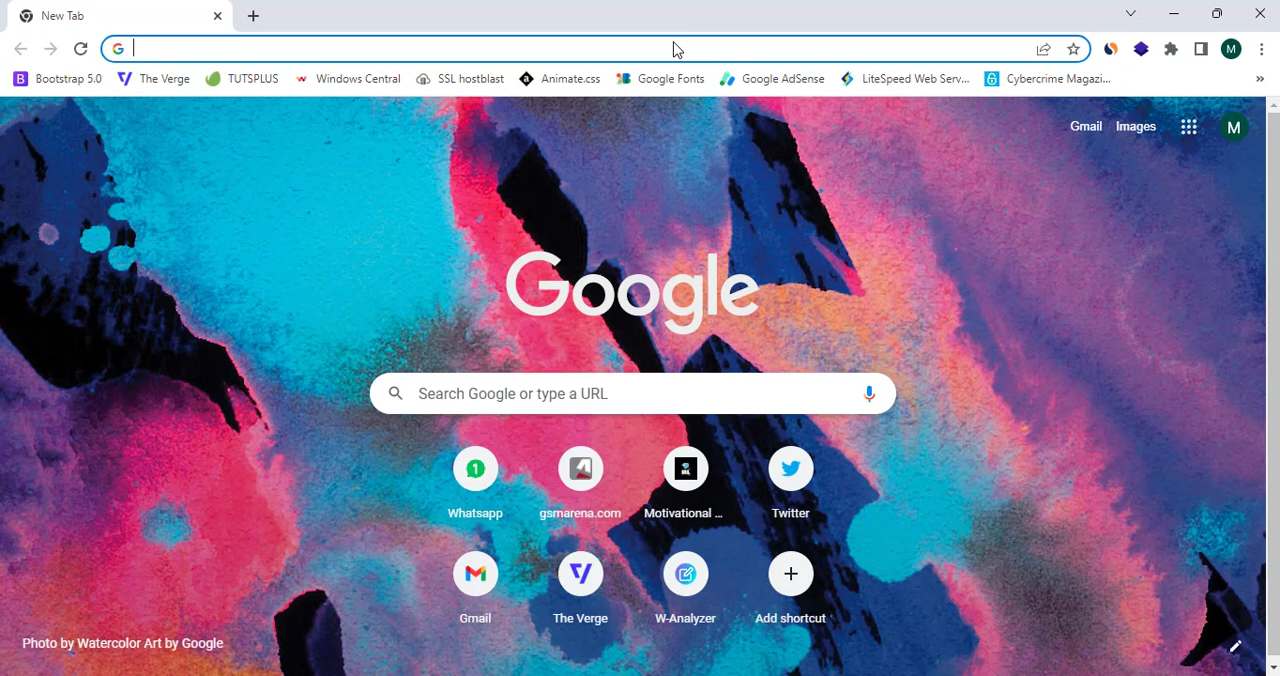 New Tab
M
Bootstrap 5.0 The Verge TUTSPLUS Windows Central SSL hostblast Animate.css Google Fonts Google AdSense LiteSpeed Web Serv... Cybercrime Magazi... »
Gmail Images M
Google
Search Google or type a URL
Whatsapp gsmarena.com Motivational ... Twitter
Gmail The Verge W-Analyzer Add shortcut
Photo by Watercolor Art by Google